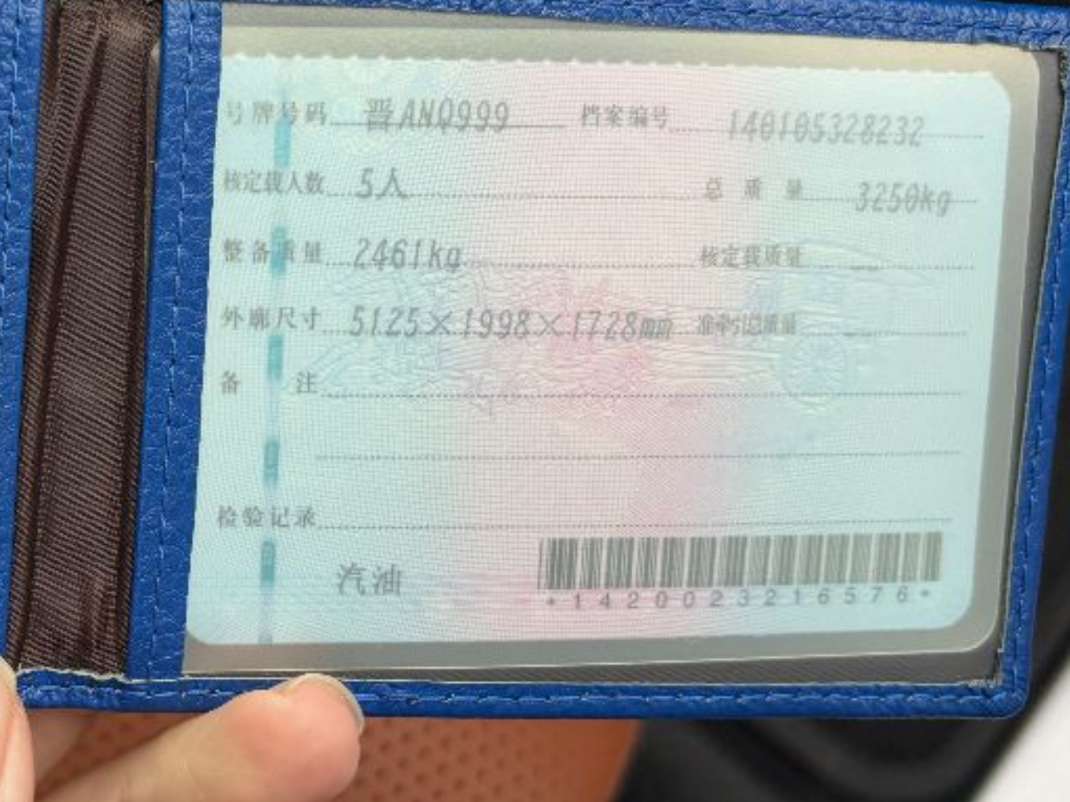 号牌号码 晋ANQ999 档案编号 140105328232
核定载人数 5人 总质量 3250kg
整备质量 2461kg 核定载质量 --
外廓尺寸 5125×1998×1728mm 准牵引总质量 --
备注
检验记录
汽油
*1420023216576*